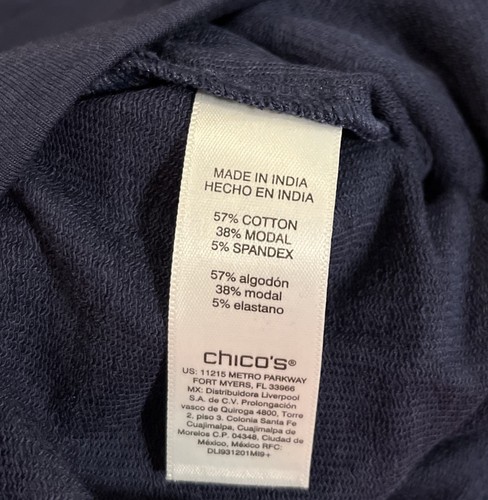 MADE IN INDIA
HECHO EN INDIA
57% COTTON
38% MODAL
5% SPANDEX
57% algodón
38% modal
5% elastano
chico's®
US: 11215 METRO PARKWAY
FORT MYERS, FL 33966
MX: Distribuidora Liverpool
S.A. de C.V. Prolongación
vasco de Quiroga 4800, Torre
2, piso 3. Colonia Santa Fe
Cuajimalpa, Cuajimalpa de
Morelos C.P. 04348, Ciudad de
México, México RFC:
DLI931201MI9+